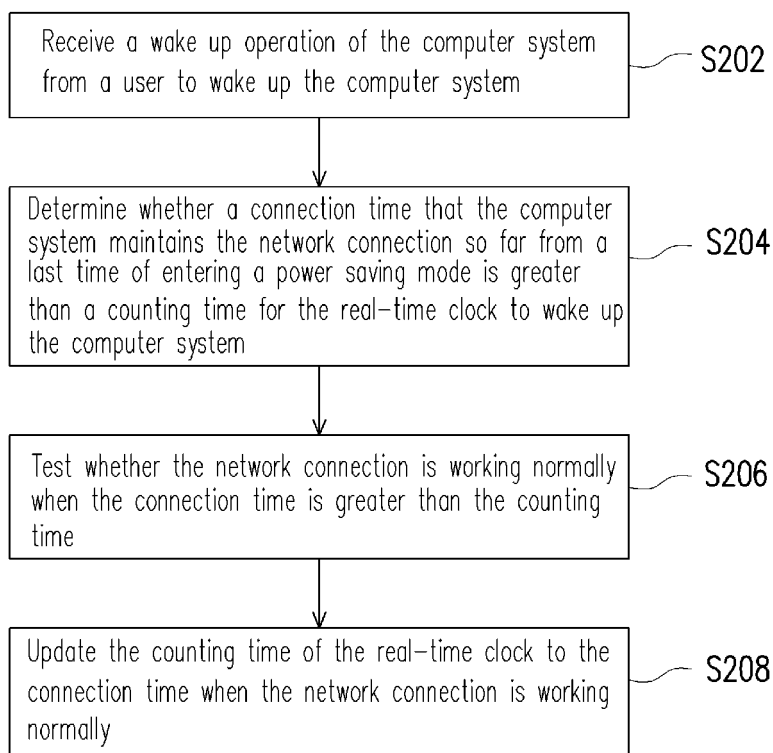 Receive a wake up operation of the computer system
from a user to wake up the computer system
S202
Determine whether a connection time that the computer
system maintains the network connection so far from a
last time of entering a power saving mode is greater
than a counting time for the real-time clock to wake up
the computer system
S204
Test whether the network connection is working normally
when the connection time is greater than the counting
time
S206
Update the counting time of the real-time clock to the
connection time when the network connection is working
normally
S208